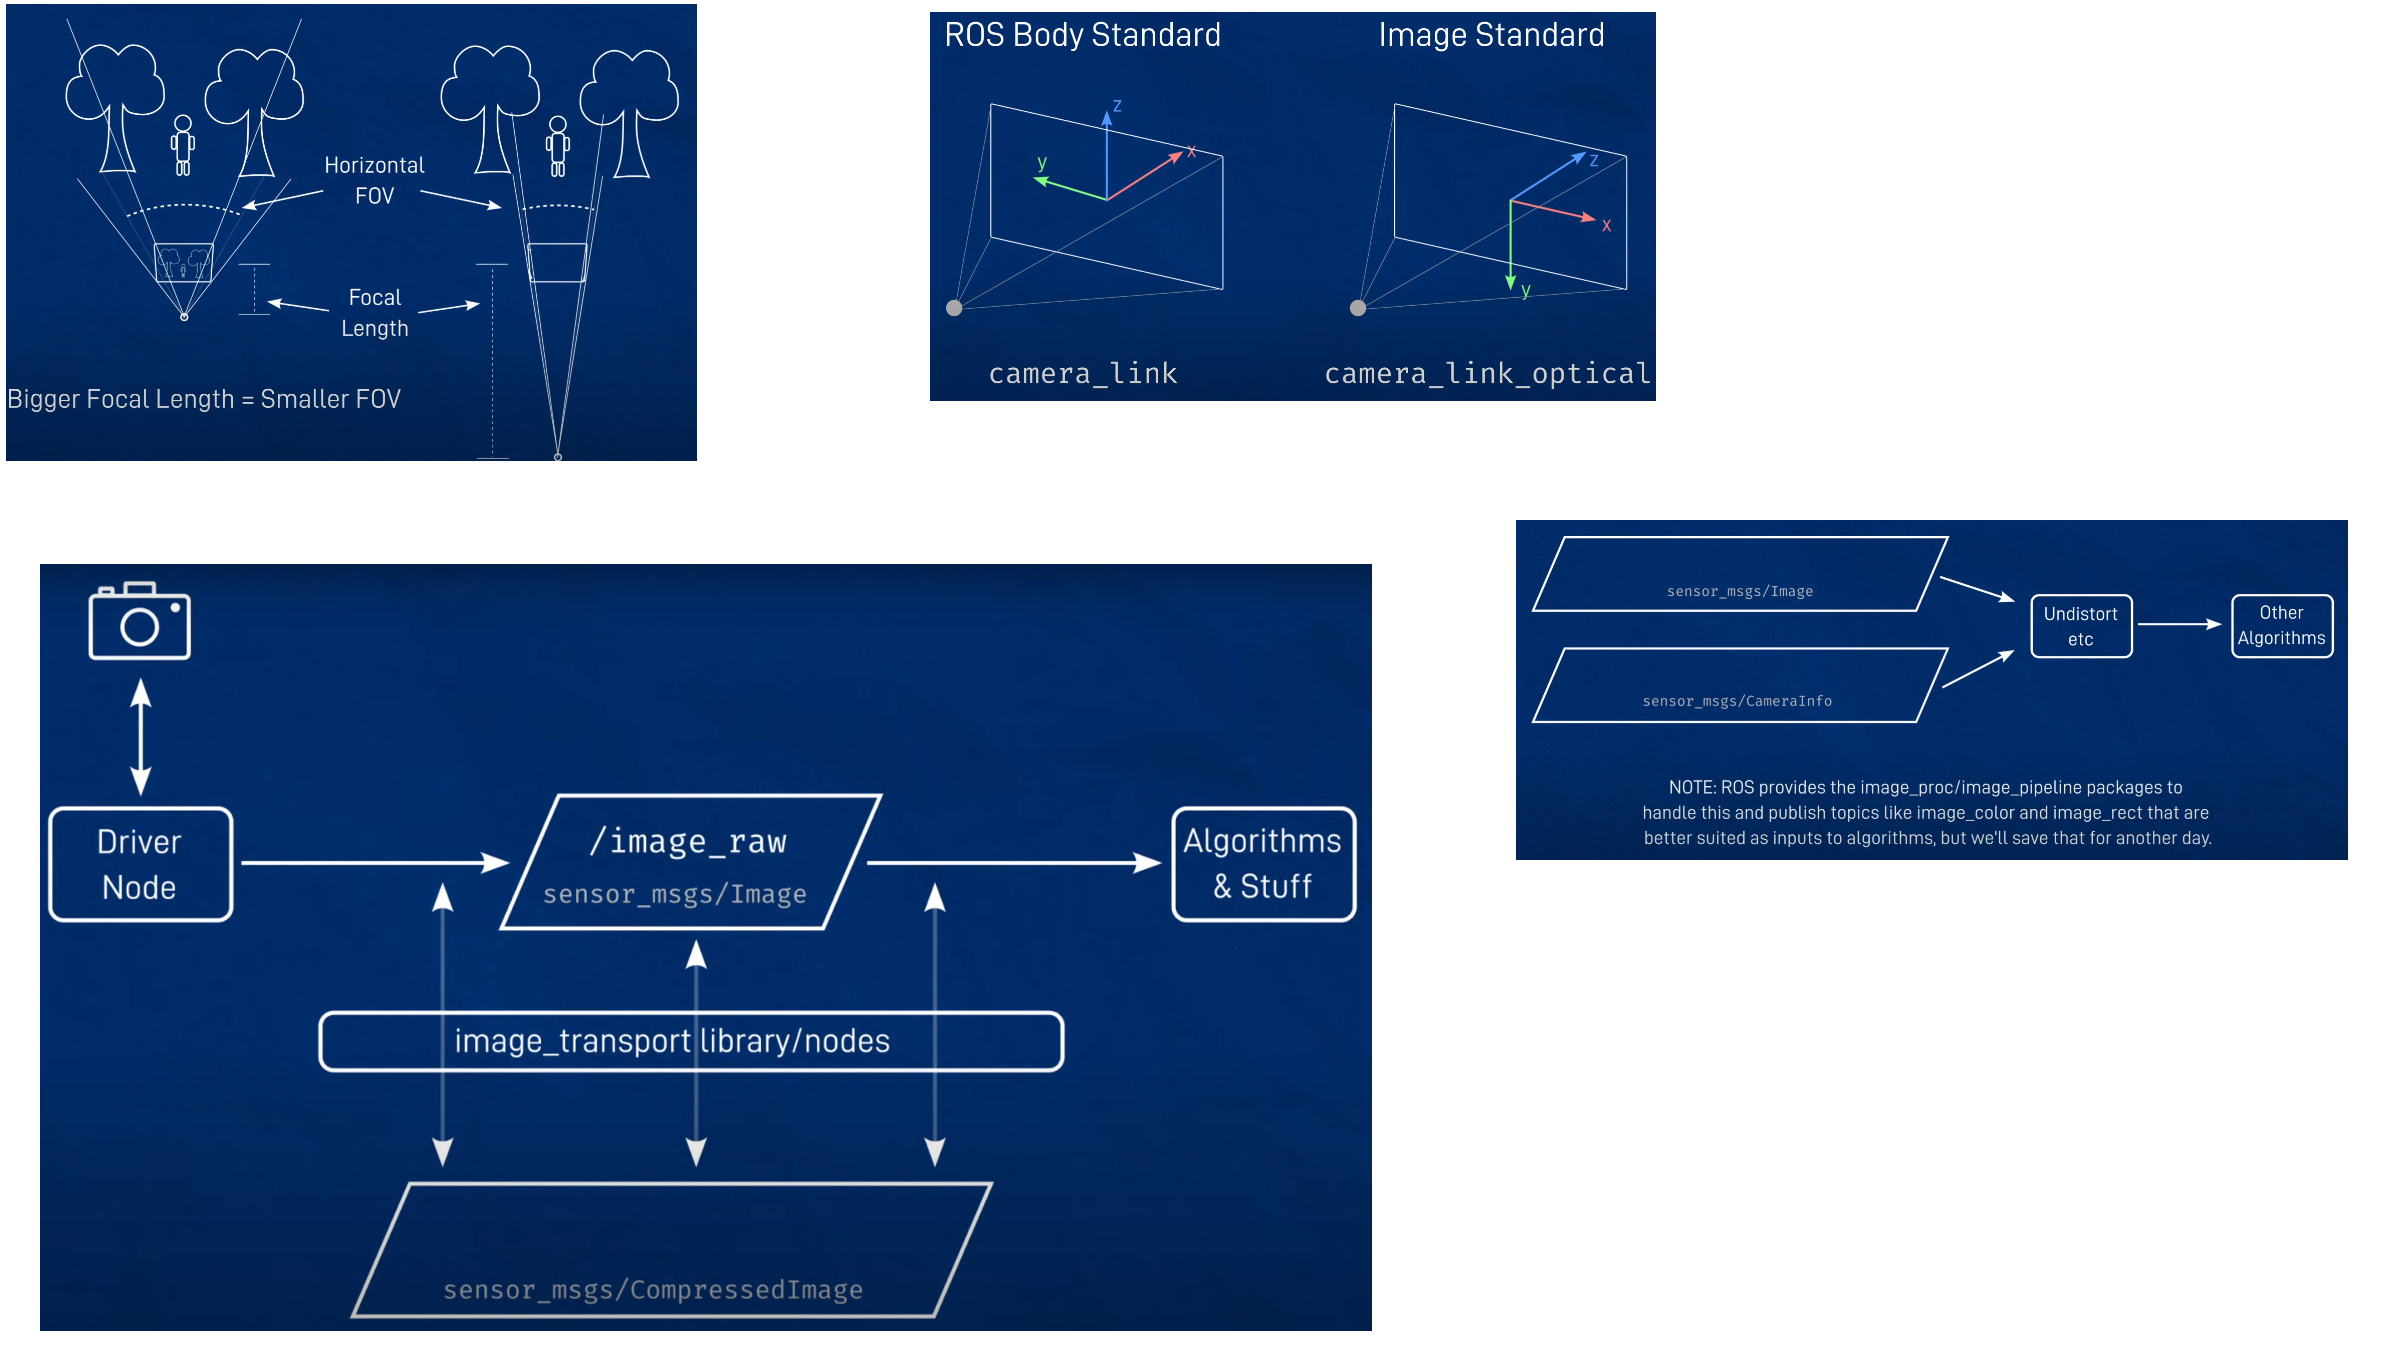 Horizontal
FOV
Focal
Length
Bigger Focal Length = Smaller FOV
ROS Body Standard
Image Standard
z
x
y
z
x
y
camera_link
camera_link_optical
Driver
Node
/image_raw
sensor_msgs/Image
Algorithms
& Stuff
image_transport library/nodes
sensor_msgs/CompressedImage
sensor_msgs/Image
sensor_msgs/CameraInfo
Undistort
etc
Other
Algorithms
NOTE: ROS provides the image_proc/image_pipeline packages to
handle this and publish topics like image_color and image_rect that are
better suited as inputs to algorithms, but we'll save that for another day.